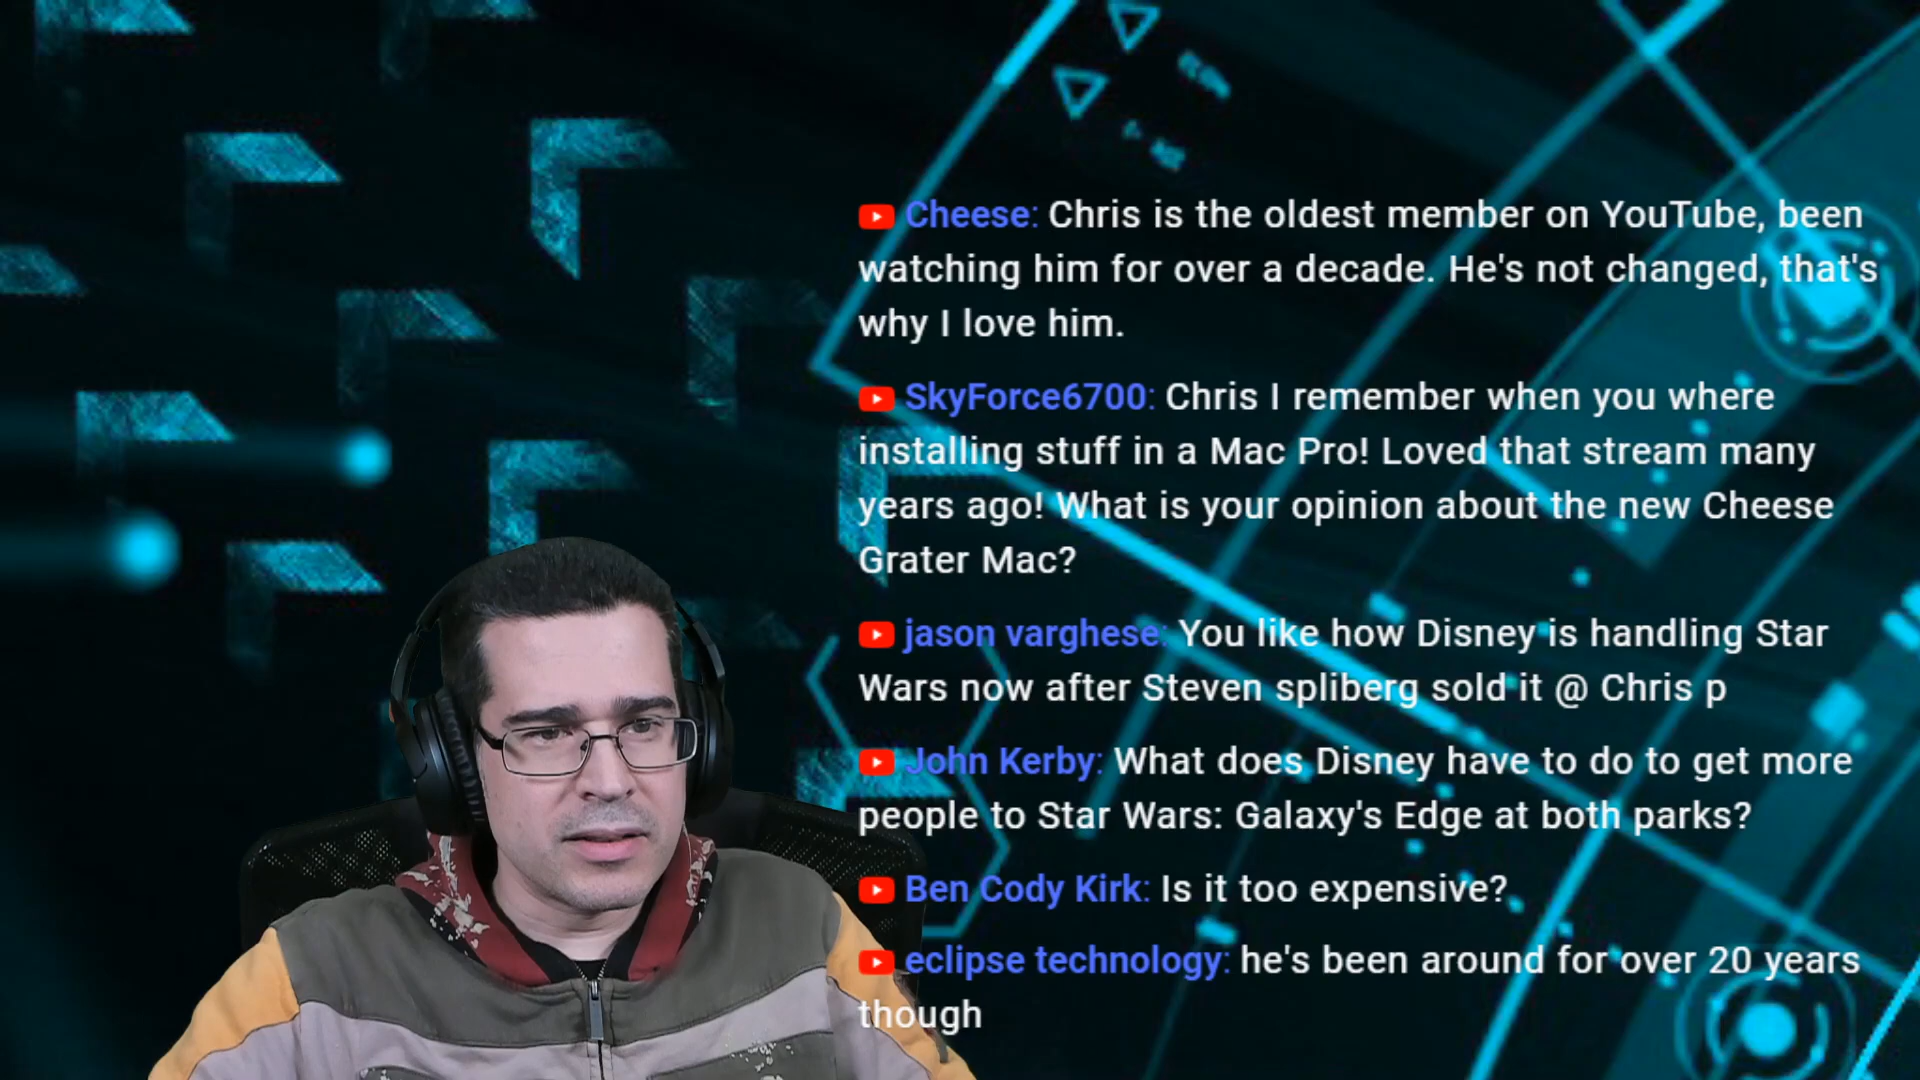 Cheese: Chris is the oldest member on YouTube, been
watching him for over a decade. He's not changed, that's
why I love him.
SkyForce6700: Chris I remember when you where
installing stuff in a Mac Pro! Loved that stream many
years ago! What is your opinion about the new Cheese
Grater Mac?
jason varghese: You like how Disney is handling Star
Wars now after Steven spliberg sold it @ Chris p
John Kerby: What does Disney have to do to get more
people to Star Wars: Galaxy's Edge at both parks?
Ben Cody Kirk: Is it too expensive?
eclipse technology: he's been around for over 20 years
though